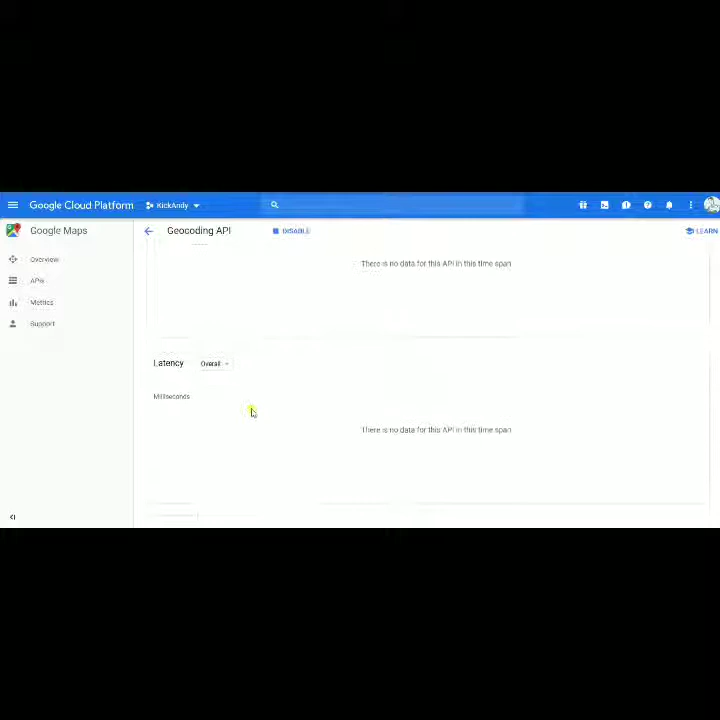 Google Cloud Platform KickAndy
Google Maps Geocoding API DISABLE LEARN
Overview
There is no data for this API in this time span
APIs
Metrics
Support
Latency Overall
Milliseconds
There is no data for this API in this time span